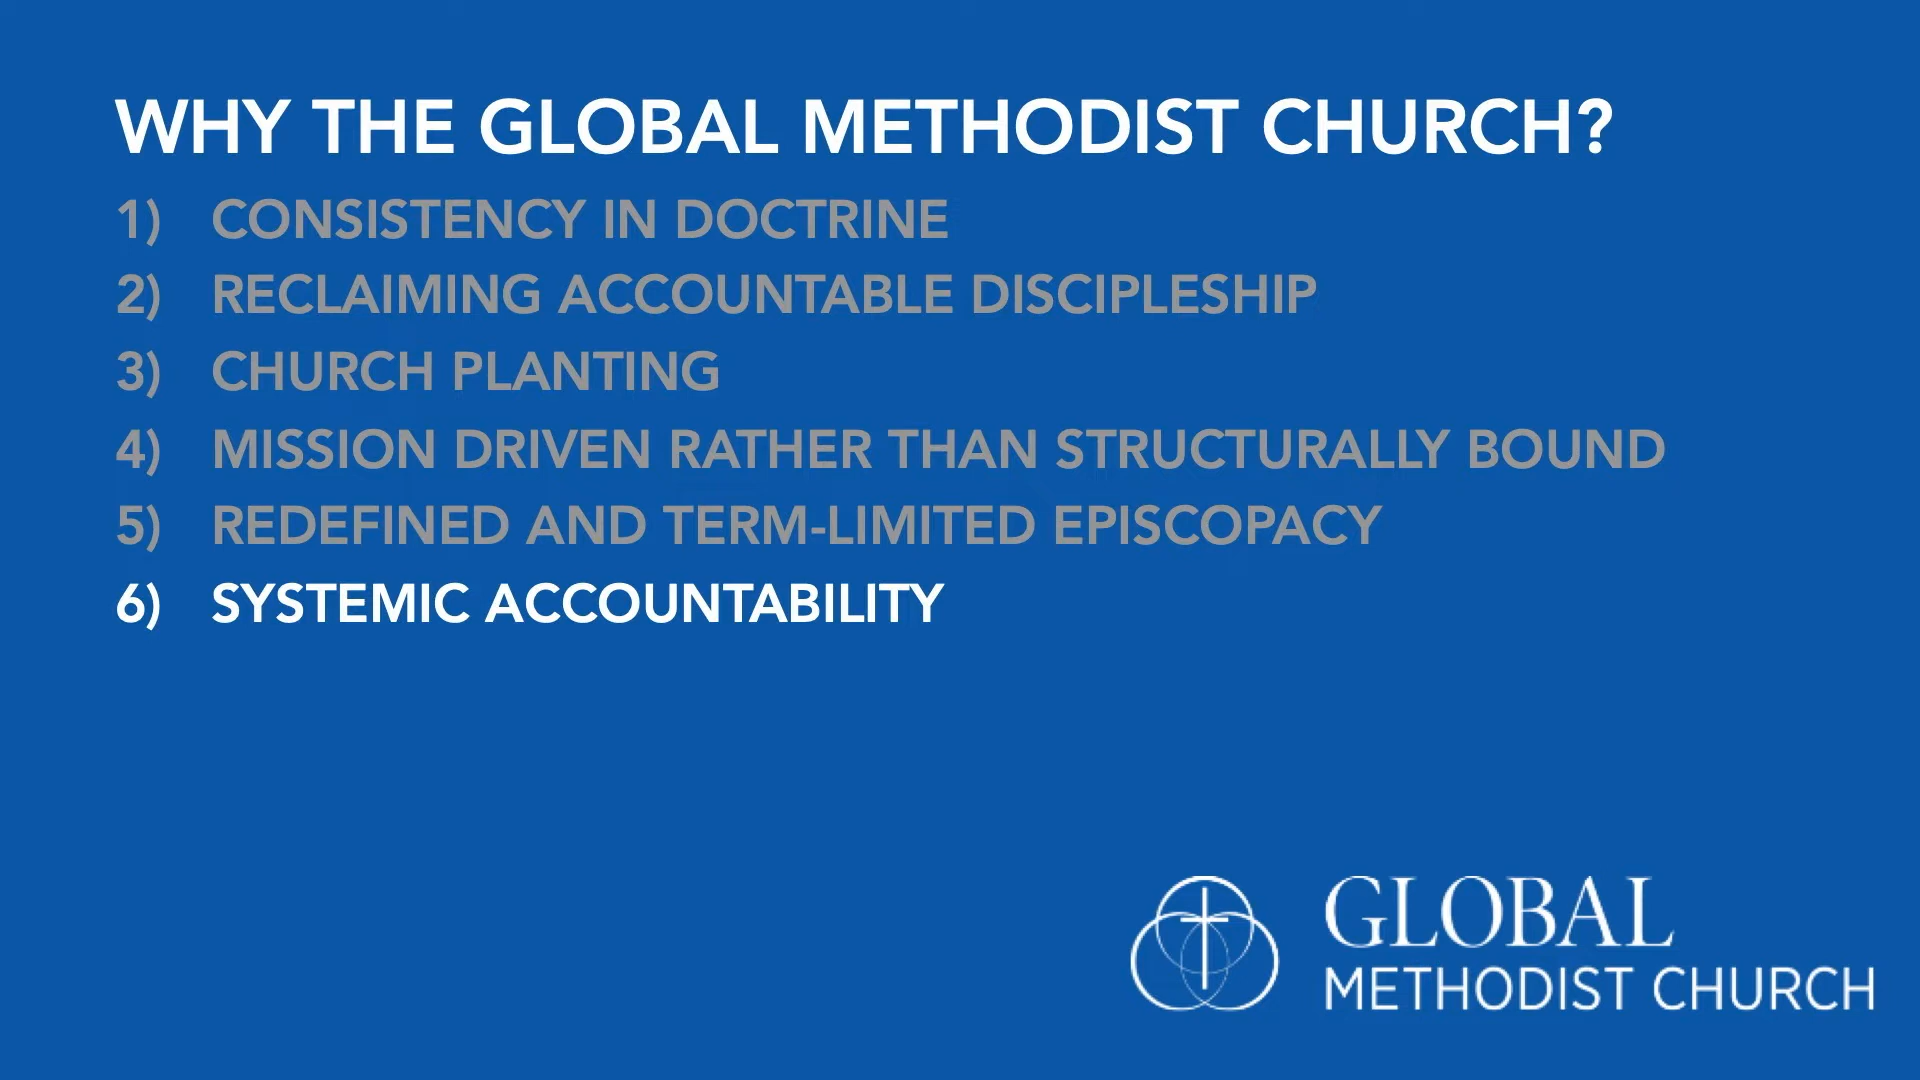 WHY THE GLOBAL METHODIST CHURCH?
1) CONSISTENCY IN DOCTRINE
2) RECLAIMING ACCOUNTABLE DISCIPLESHIP
3) CHURCH PLANTING
4) MISSION DRIVEN RATHER THAN STRUCTURALLY BOUND
5) REDEFINED AND TERM-LIMITED EPISCOPACY
6) SYSTEMIC ACCOUNTABILITY
GLOBAL
METHODIST CHURCH